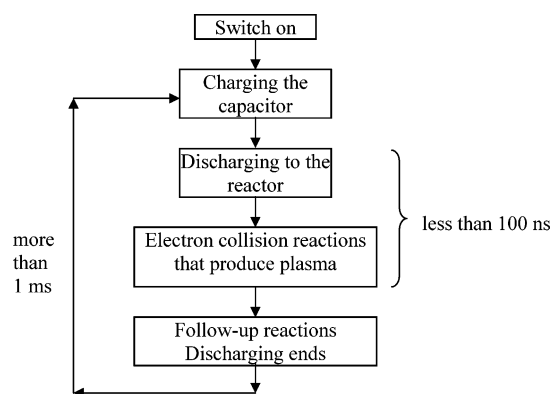 Switch on
Charging the
capacitor
Discharging to the
reactor
less than 100 ns
Electron collision reactions
that produce plasma
more
than
1 ms
Follow-up reactions
Discharging ends